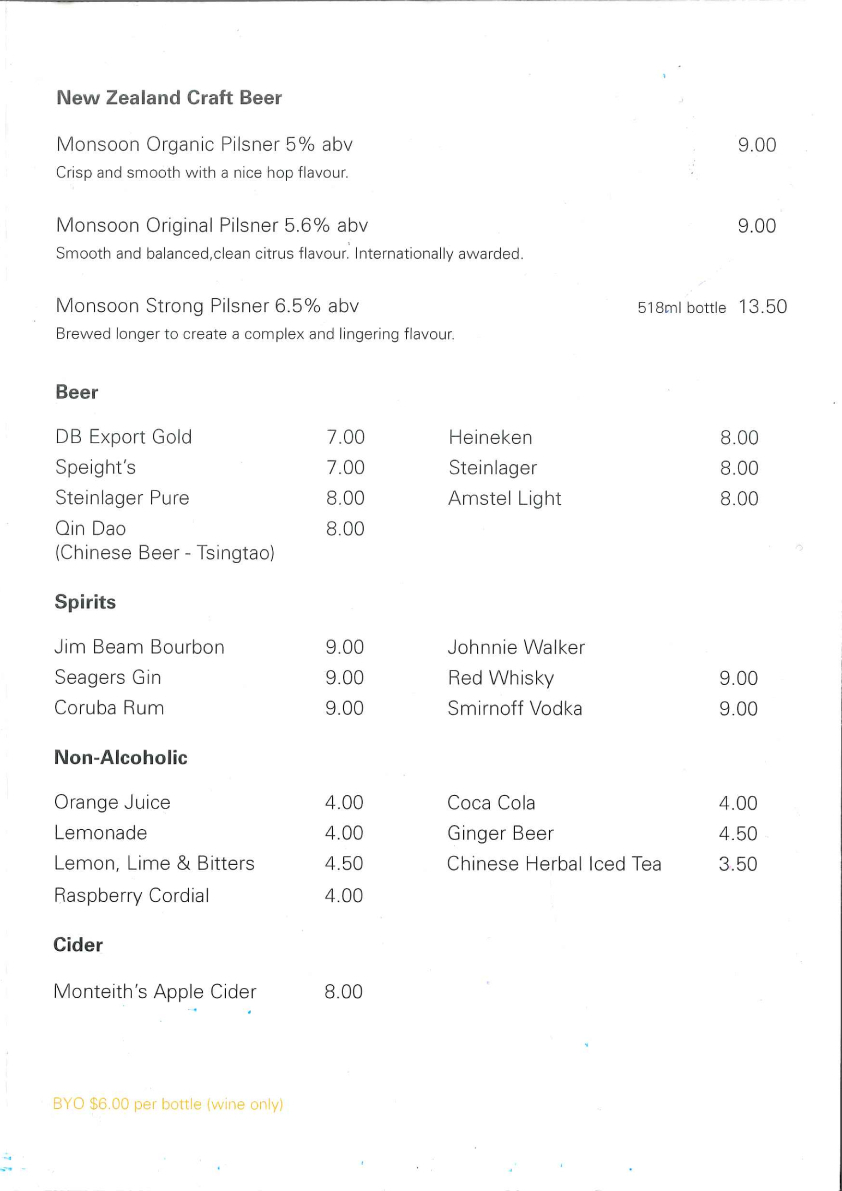 New Zealand Craft Beer
Monsoon Organic Pilsner 5% abv 9.00
Crisp and smooth with a nice hop flavour.
Monsoon Original Pilsner 5.6% abv 9.00
Smooth and balanced,clean citrus flavour. Internationally awarded.
Monsoon Strong Pilsner 6.5% abv 518ml bottle 13.50
Brewed longer to create a complex and lingering flavour.
Beer
DB Export Gold 7.00 Heineken 8.00
Speight's 7.00 Steinlager 8.00
Steinlager Pure 8.00 Amstel Light 8.00
Qin Dao 8.00
(Chinese Beer - Tsingtao)
Spirits
Jim Beam Bourbon 9.00 Johnnie Walker
Seagers Gin 9.00 Red Whisky 9.00
Coruba Rum 9.00 Smirnoff Vodka 9.00
Non-Alcoholic
Orange Juice 4.00 Coca Cola 4.00
Lemonade 4.00 Ginger Beer 4.50
Lemon, Lime & Bitters 4.50 Chinese Herbal Iced Tea 3.50
Raspberry Cordial 4.00
Cider
Monteith's Apple Cider 8.00
BYO $6.00 per bottle (wine only)